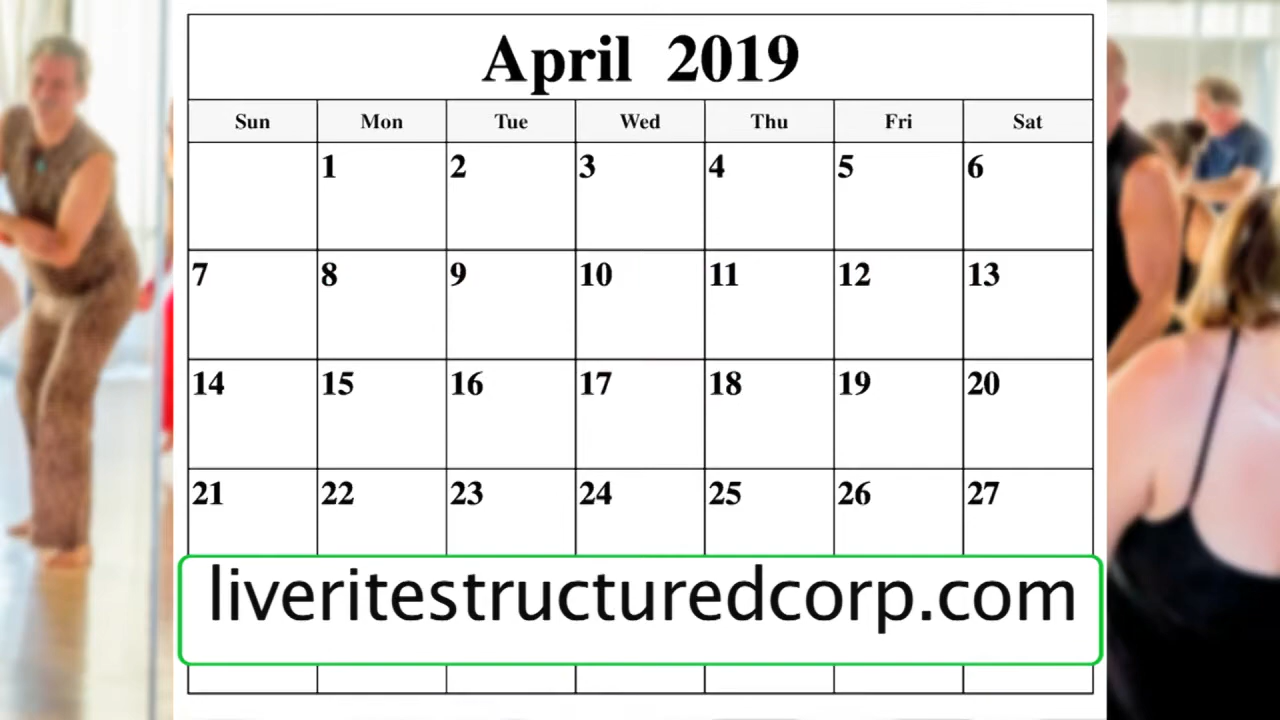 April 2019
Sun Mon Tue Wed Thu Fri Sat
1 2 3 4 5 6
7 8 9 10 11 12 13
14 15 16 17 18 19 20
21 22 23 24 25 26 27
liveritestructuredcorp.com